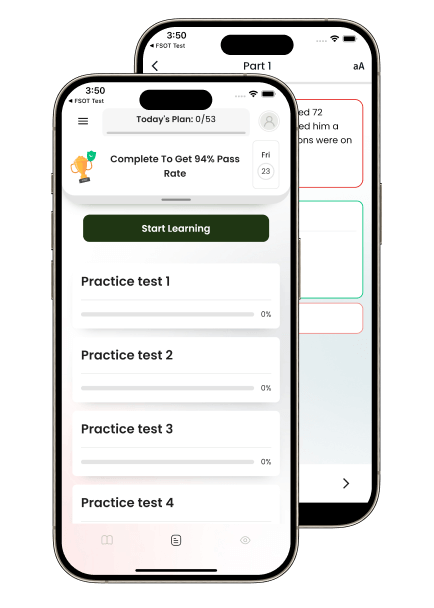 3:50
FSOT Test
Part 1
aA
ed 72
ed him a
ons were on
3:50
FSOT Test
Today's Plan: 0/53
Complete To Get 94% Pass
Rate
Fri
23
Start Learning
Practice test 1
0%
Practice test 2
0%
Practice test 3
0%
Practice test 4